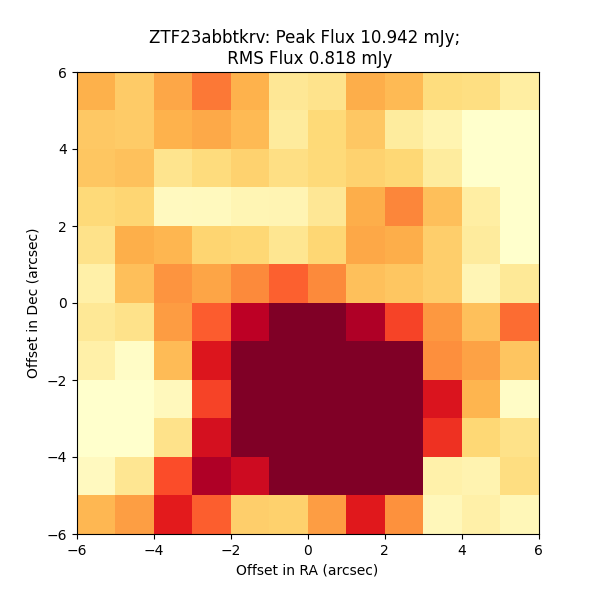 ZTF23abbtkrv: Peak Flux 10.942 mJy;
RMS Flux 0.818 mJy
6
4
2
0
−2
−4
−6
Offset in Dec (arcsec)
−6 −4 −2 0 2 4 6
Offset in RA (arcsec)